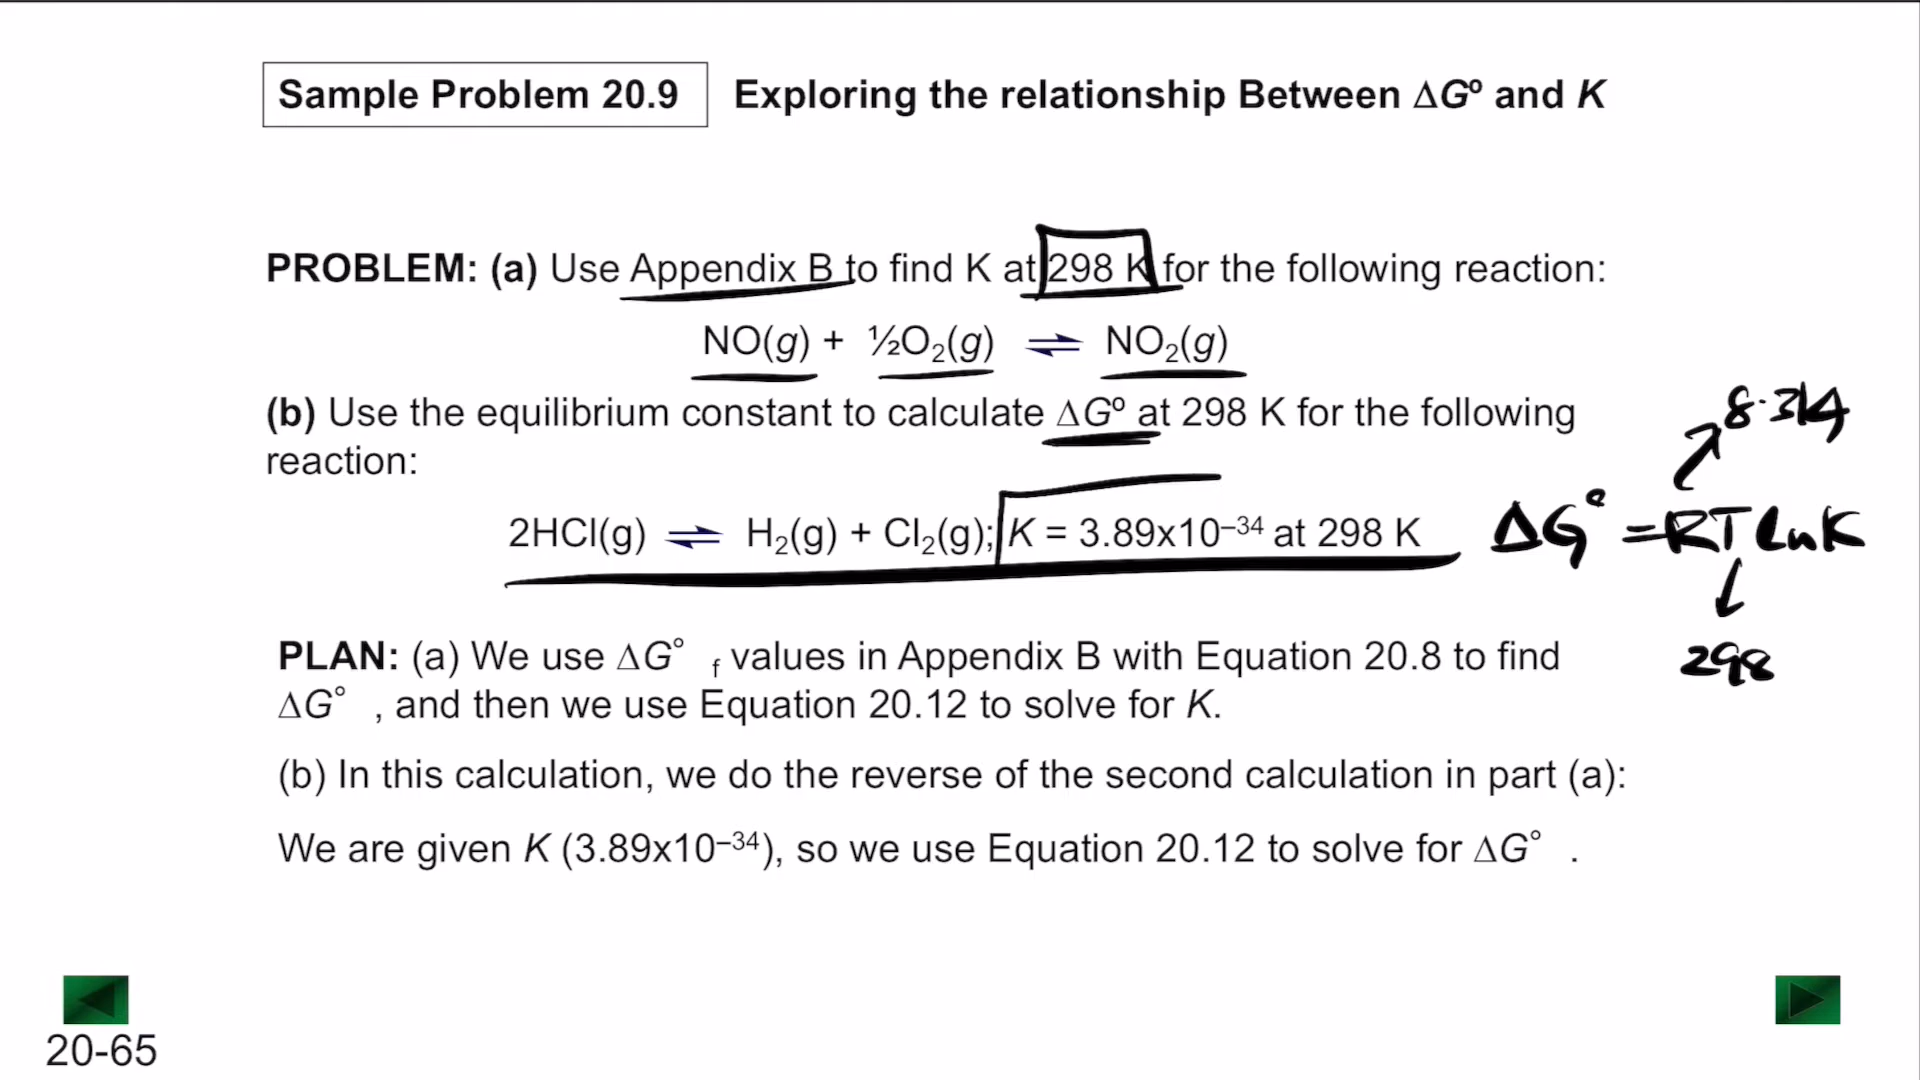 Sample Problem 20.9 Exploring the relationship Between ΔGº and K
PROBLEM: (a) Use Appendix B to find K at 298 K for the following reaction:
NO(g) + ½O₂(g) ⇌ NO₂(g)
(b) Use the equilibrium constant to calculate ΔGº at 298 K for the following
reaction:
8.314
2HCl(g) ⇌ H₂(g) + Cl₂(g); K = 3.89x10⁻³⁴ at 298 K
ΔG° = RT ln K
298
PLAN: (a) We use ΔG° f values in Appendix B with Equation 20.8 to find
ΔG° , and then we use Equation 20.12 to solve for K.
(b) In this calculation, we do the reverse of the second calculation in part (a):
We are given K (3.89x10⁻³⁴), so we use Equation 20.12 to solve for ΔG° .
20-65